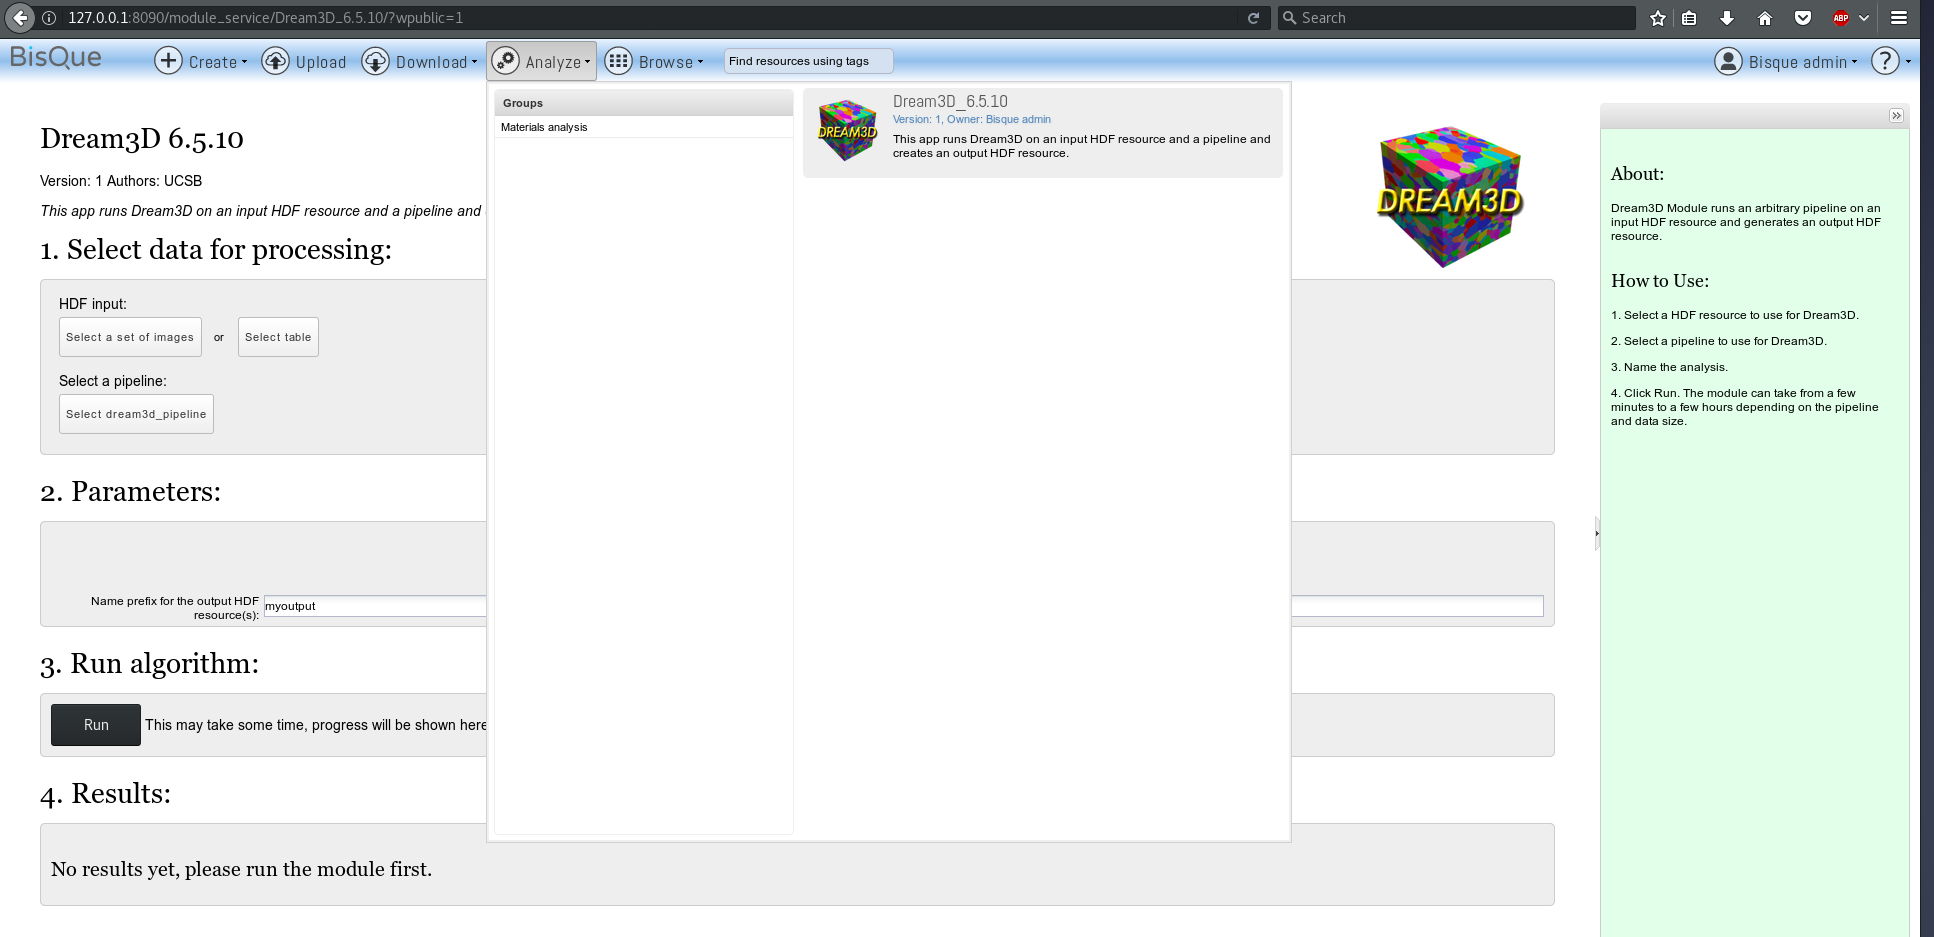 127.0.0.1:8090/module_service/Dream3D_6.5.10/?wpublic=1
Search
ABP
BisQue
Create
Upload
Download
Analyze
Browse
Find resources using tags
Bisque admin
?
Groups
Materials analysis
DREAM3D
Dream3D_6.5.10
Version: 1, Owner: Bisque admin
This app runs Dream3D on an input HDF resource and a pipeline and
creates an output HDF resource.
Dream3D 6.5.10
Version: 1 Authors: UCSB
This app runs Dream3D on an input HDF resource and a pipeline and
DREAM3D
1. Select data for processing:
HDF input:
Select a set of images
or
Select table
Select a pipeline:
Select dream3d_pipeline
2. Parameters:
Name prefix for the output HDF
resource(s):
myoutput
3. Run algorithm:
Run
This may take some time, progress will be shown here
4. Results:
No results yet, please run the module first.
About:
Dream3D Module runs an arbitrary pipeline on an
input HDF resource and generates an output HDF
resource.
How to Use:
1. Select a HDF resource to use for Dream3D.
2. Select a pipeline to use for Dream3D.
3. Name the analysis.
4. Click Run. The module can take from a few
minutes to a few hours depending on the pipeline
and data size.